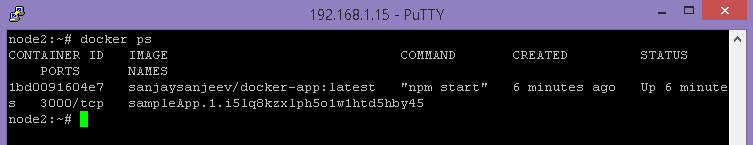 192.168.1.15 - PuTTY
node2:~# docker ps
CONTAINER ID   IMAGE                             COMMAND       CREATED         STATUS
    PORTS      NAMES
1bd0091604e7   sanjaysanjeev/docker-app:latest   "npm start"   6 minutes ago   Up 6 minute
s   3000/tcp   sampleApp.1.i5lq8kzxlph5o1w1htd5hby45
node2:~#